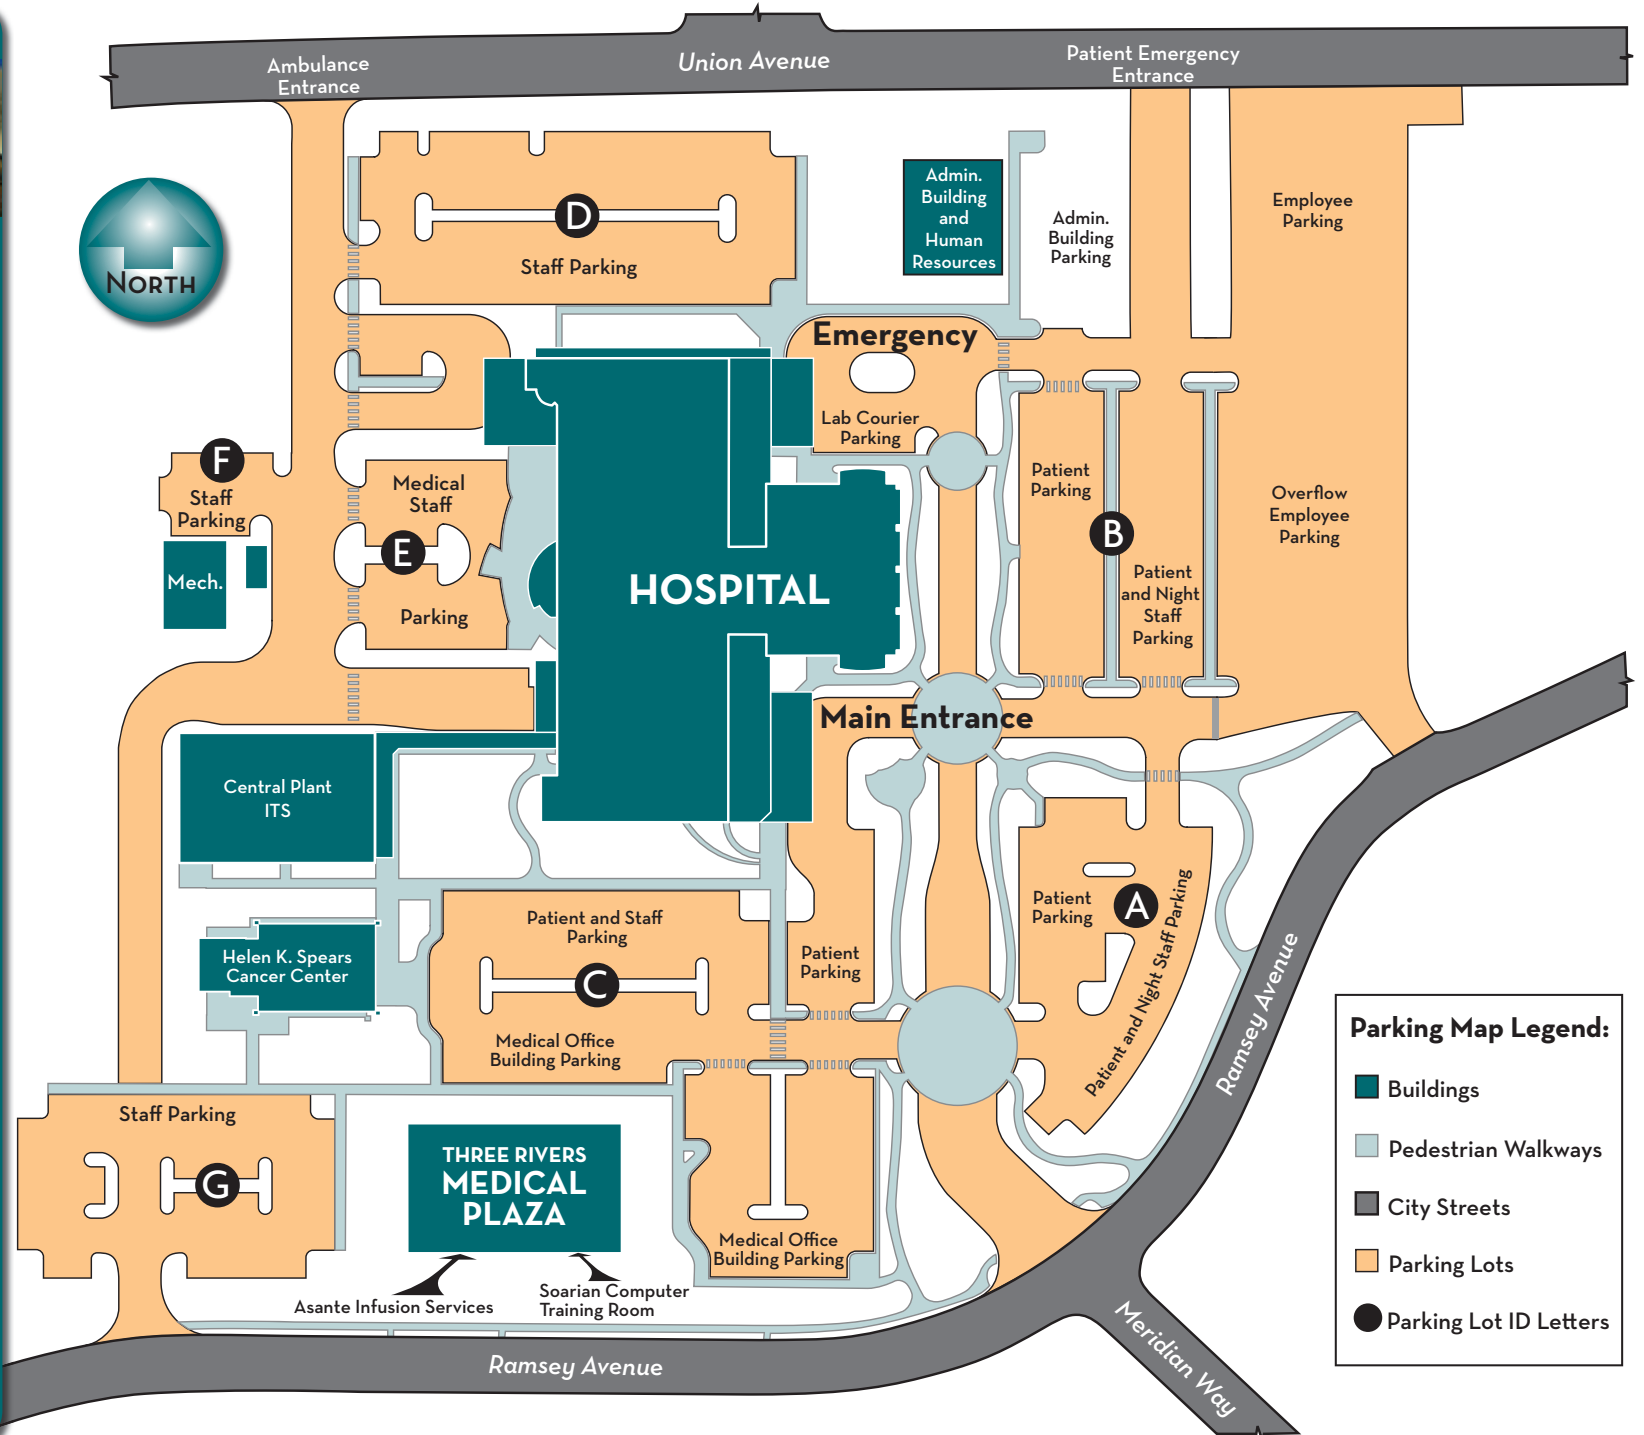 Ambulance
Entrance
Union Avenue
Patient Emergency
Entrance
NORTH
D
Staff Parking
Admin.
Building
and
Human
Resources
Admin.
Building
Parking
Employee
Parking
Emergency
Lab Courier
Parking
F
Staff
Parking
Mech.
Medical
Staff
E
Parking
HOSPITAL
Patient
Parking
B
Patient
and Night
Staff
Parking
Overflow
Employee
Parking
Main Entrance
Central Plant
ITS
Helen K. Spears
Cancer Center
Patient and Staff
Parking
C
Medical Office
Building Parking
Patient
Parking
Patient
Parking
A
Patient and Night Staff Parking
Ramsey Avenue
Staff Parking
G
THREE RIVERS
MEDICAL
PLAZA
Asante Infusion Services
Soarian Computer
Training Room
Medical Office
Building Parking
Ramsey Avenue
Meridian Way
Parking Map Legend:
Buildings
Pedestrian Walkways
City Streets
Parking Lots
Parking Lot ID Letters